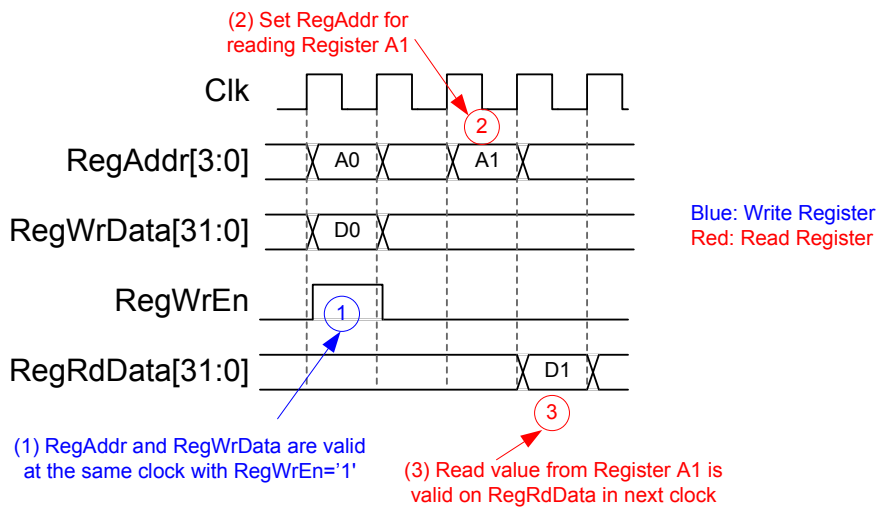 (2) Set RegAddr for
reading Register A1
Clk
2
RegAddr[3:0]
A0
A1
RegWrData[31:0]
D0
Blue: Write Register
Red: Read Register
RegWrEn
1
RegRdData[31:0]
D1
3
(1) RegAddr and RegWrData are valid
at the same clock with RegWrEn=’1'
(3) Read value from Register A1 is
valid on RegRdData in next clock